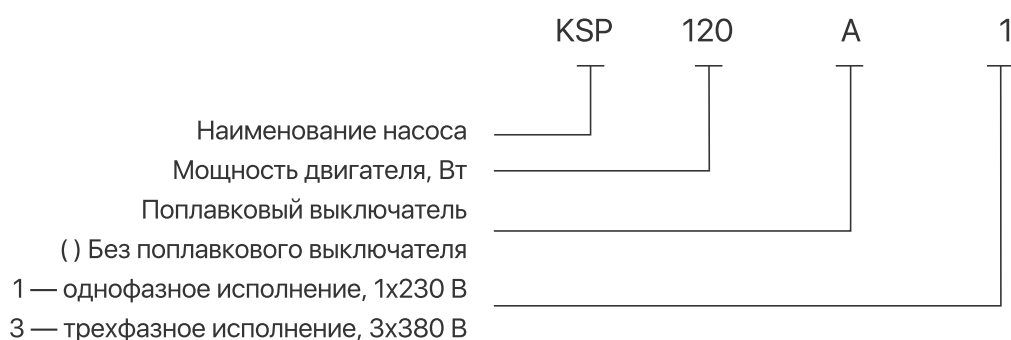 KSP 120 A 1
Наименование насоса
Мощность двигателя, Вт
Поплавковый выключатель
( ) Без поплавкового выключателя
1 — однофазное исполнение, 1x230 В
3 — трехфазное исполнение, 3x380 В